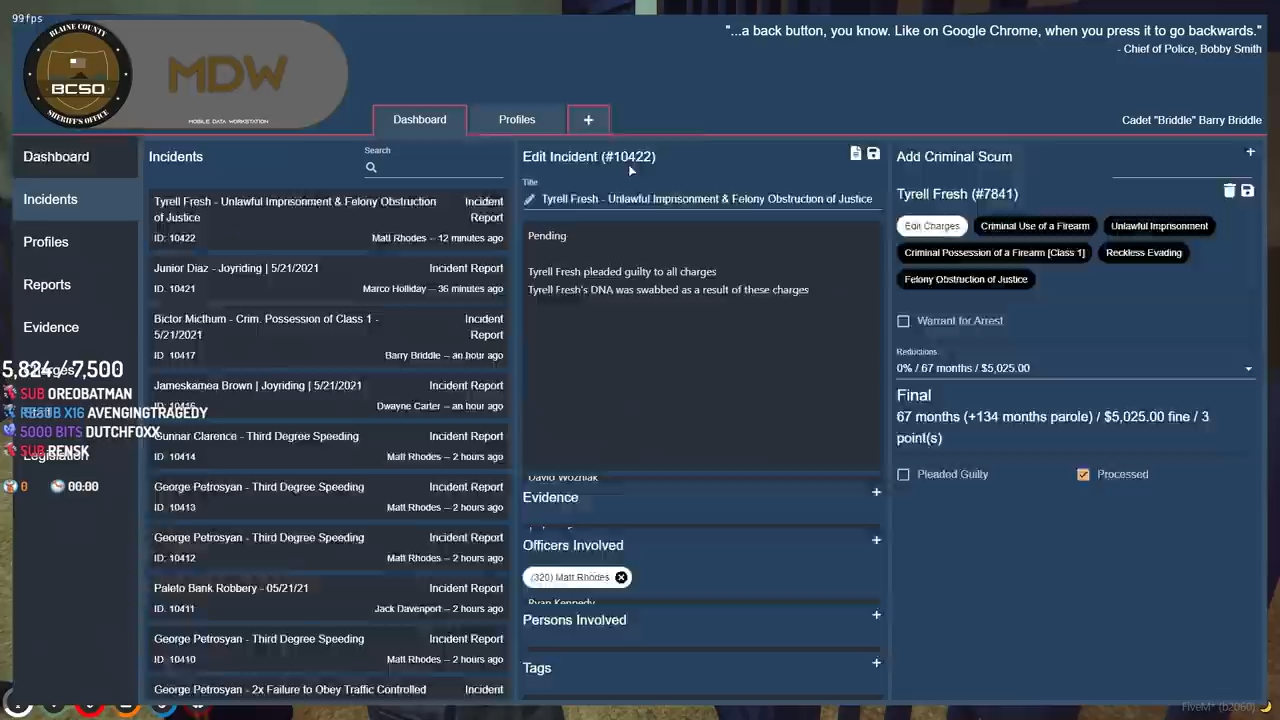 99fps
BLAINE COUNTY
BCSO
SHERIFF'S OFFICE
MDW
MOBILE DATA WORKSTATION
"...a back button, you know. Like on Google Chrome, when you press it to go backwards."
- Chief of Police, Bobby Smith
Dashboard
Profiles
+
Cadet "Briddle" Barry Briddle
Dashboard
Incidents
Profiles
Reports
Evidence
5,824 / 7,500
SUB OREOBATMAN
RESUB X16 AVENGINGTRAGEDY
5000 BITS DUTCHFOXX
SUB RENSK
Legislation
0
00:00
Incidents
Search
Tyrell Fresh - Unlawful Imprisonment & Felony Obstruction of Justice
Incident Report
ID: 10422
Matt Rhodes – 12 minutes ago
Junior Diaz - Joyriding | 5/21/2021
Incident Report
ID: 10421
Marco Holliday – 36 minutes ago
Bictor Micthum - Crim. Possession of Class 1 - 5/21/2021
Incident Report
ID: 10417
Barry Briddle – an hour ago
Jameskamea Brown | Joyriding | 5/21/2021
Incident Report
Dwayne Carter – an hour ago
Gunnar Clarence - Third Degree Speeding
Incident Report
ID: 10414
Matt Rhodes – 2 hours ago
George Petrosyan - Third Degree Speeding
Incident Report
ID: 10413
Matt Rhodes – 2 hours ago
George Petrosyan - Third Degree Speeding
Incident Report
ID: 10412
Matt Rhodes – 2 hours ago
Paleto Bank Robbery - 05/21/21
Incident Report
ID: 10411
Jack Davenport – 2 hours ago
George Petrosyan - Third Degree Speeding
Incident Report
ID: 10410
Matt Rhodes – 2 hours ago
George Petrosyan - 2x Failure to Obey Traffic Controlled
Incident
Edit Incident (#10422)
Title
Tyrell Fresh - Unlawful Imprisonment & Felony Obstruction of Justice
Pending
Tyrell Fresh pleaded guilty to all charges
Tyrell Fresh's DNA was swabbed as a result of these charges
David Wozniak
Evidence
+
Officers Involved
+
(320) Matt Rhodes
Ryan Kennedy
Persons Involved
+
Tags
+
Add Criminal Scum
+
Tyrell Fresh (#7841)
Edit Charges
Criminal Use of a Firearm
Unlawful Imprisonment
Criminal Possession of a Firearm [Class 1]
Reckless Evading
Felony Obstruction of Justice
Warrant for Arrest
Reductions
0% / 67 months / $5,025.00
Final
67 months (+134 months parole) / $5,025.00 fine / 3 point(s)
Pleaded Guilty
Processed
FiveM* (b2060)